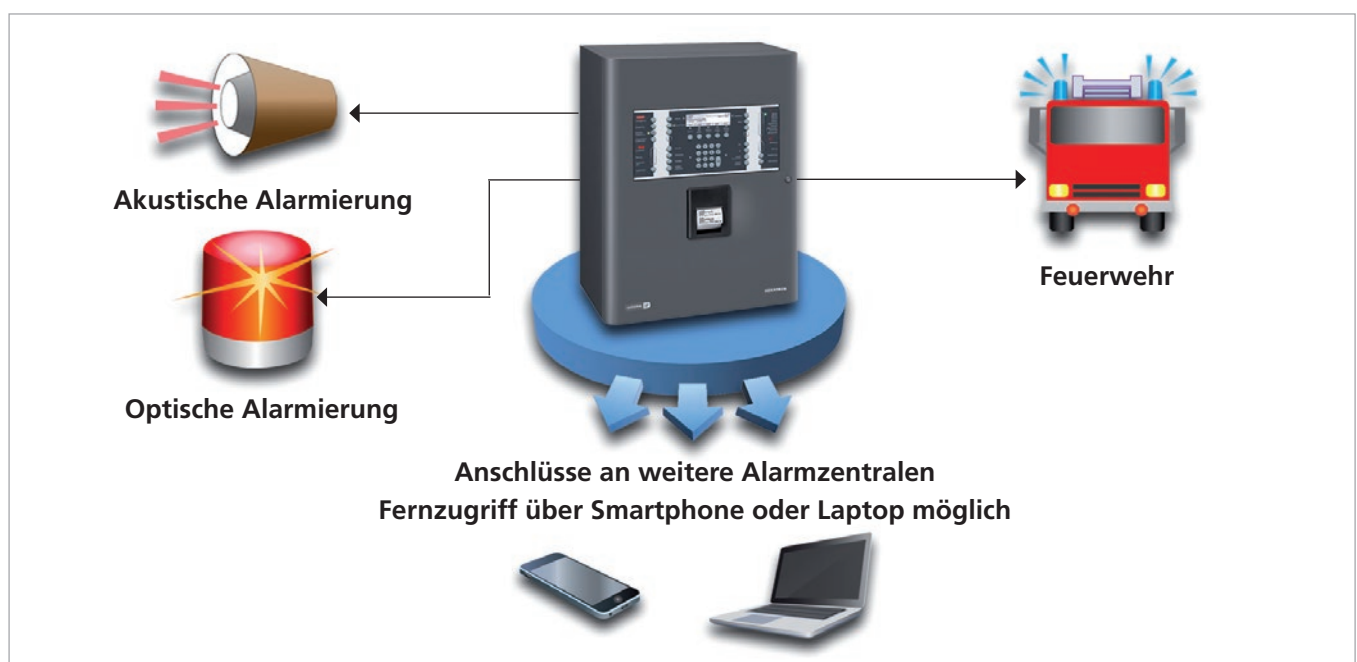 Akustische Alarmierung
Feuerwehr
Optische Alarmierung
Anschlüsse an weitere Alarmzentralen
Fernzugriff über Smartphone oder Laptop möglich